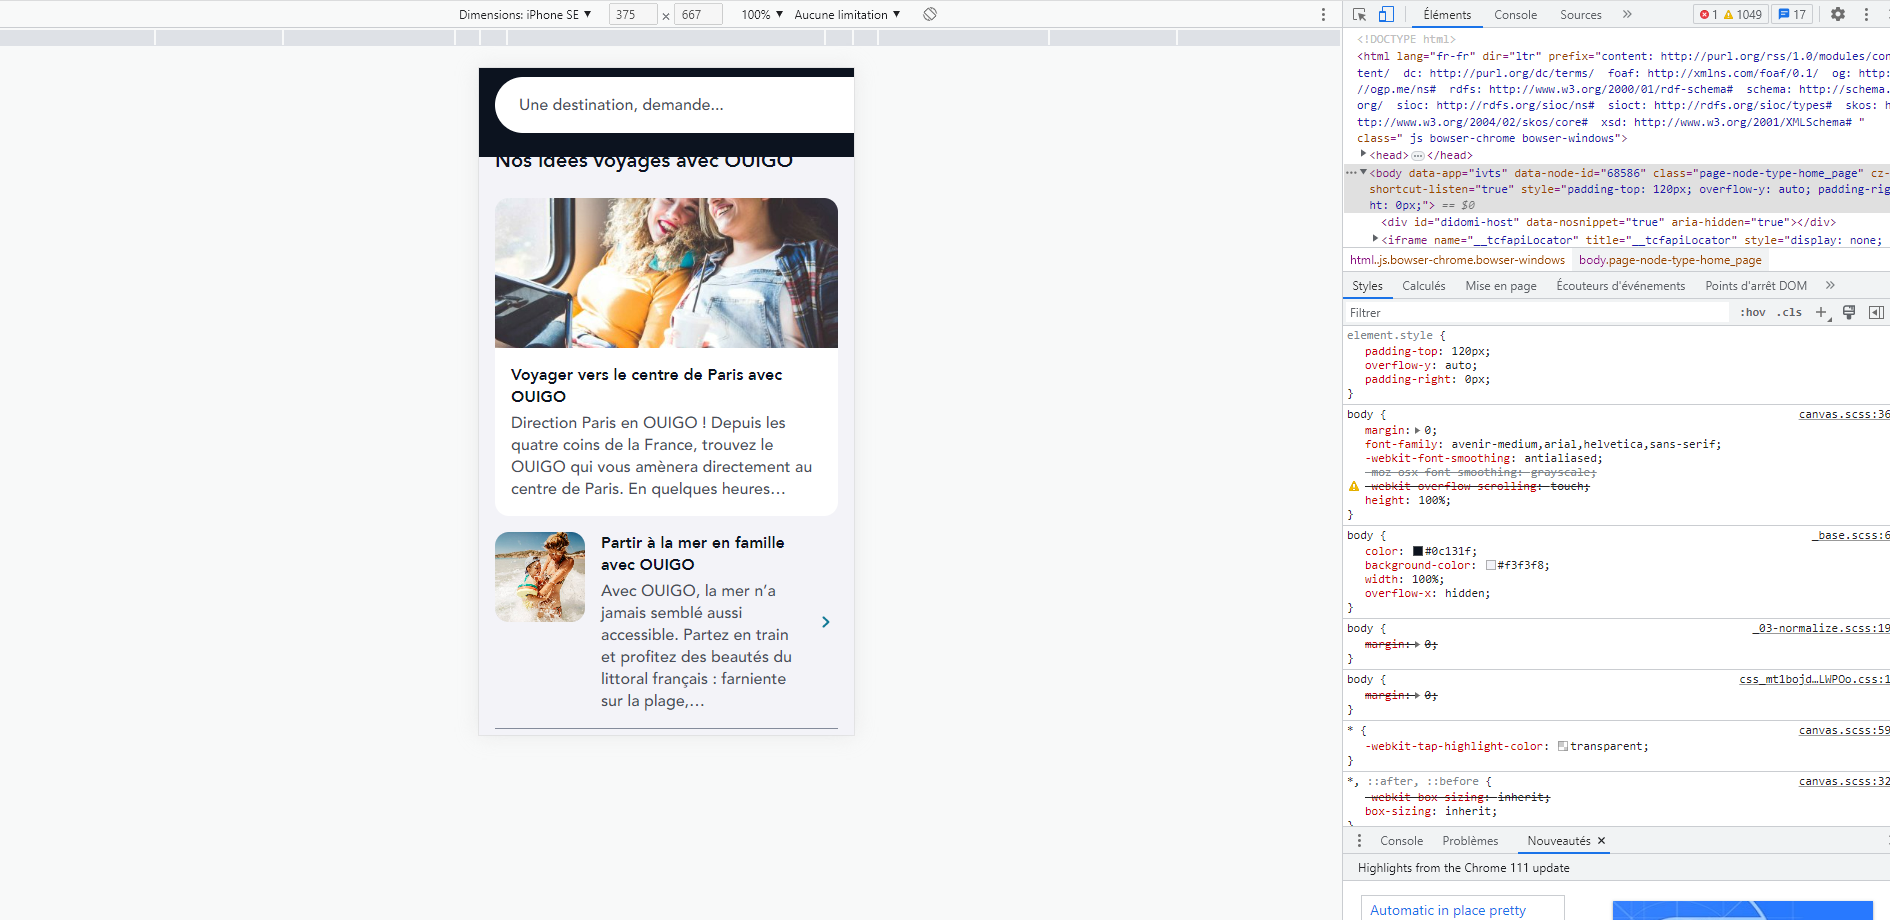 Dimensions: iPhone SE ▼ 375 × 667 100% ▼ Aucune limitation ▼
Une destination, demande...
Nos idées voyages avec OUIGO
Voyager vers le centre de Paris avec
OUIGO
Direction Paris en OUIGO ! Depuis les
quatre coins de la France, trouvez le
OUIGO qui vous amènera directement au
centre de Paris. En quelques heures...
Partir à la mer en famille
avec OUIGO
Avec OUIGO, la mer n'a
jamais semblé aussi
accessible. Partez en train
et profitez des beautés du
littoral français : farniente
sur la plage,...
Éléments Console Sources » 1 1049 17
<!DOCTYPE html>
<html lang="fr-fr" dir="ltr" prefix="content: http://purl.org/rss/1.0/modules/con
tent/  dc: http://purl.org/dc/terms/  foaf: http://xmlns.com/foaf/0.1/  og: http:
//ogp.me/ns#  rdfs: http://www.w3.org/2000/01/rdf-schema#  schema: http://schema.
org/  sioc: http://rdfs.org/sioc/ns#  sioct: http://rdfs.org/sioc/types#  skos: h
ttp://www.w3.org/2004/02/skos/core#  xsd: http://www.w3.org/2001/XMLSchema# "
class=" js bowser-chrome bowser-windows">
<head> ⋯ </head>
<body data-app="ivts" data-node-id="68586" class="page-node-type-home_page" cz-
shortcut-listen="true" style="padding-top: 120px; overflow-y: auto; padding-rig
ht: 0px;"> == $0
<div id="didomi-host" data-nosnippet="true" aria-hidden="true"></div>
<iframe name="__tcfapiLocator" title="__tcfapiLocator" style="display: none;
html.js.bowser-chrome.bowser-windows body.page-node-type-home_page
Styles Calculés Mise en page Écouteurs d'événements Points d'arrêt DOM »
Filtrer :hov .cls +
element.style {
padding-top: 120px;
overflow-y: auto;
padding-right: 0px;
}
body { canvas.scss:36
margin: 0;
font-family: avenir-medium,arial,helvetica,sans-serif;
-webkit-font-smoothing: antialiased;
-moz-osx-font-smoothing: grayscale;
-webkit-overflow-scrolling: touch;
height: 100%;
}
body { _base.scss:6
color: #0c131f;
background-color: #f3f3f8;
width: 100%;
overflow-x: hidden;
}
body { _03-normalize.scss:19
margin: 0;
}
body { css_mt1bojd…LWPOo.css:1
margin: 0;
}
* { canvas.scss:59
-webkit-tap-highlight-color: transparent;
}
*, ::after, ::before { canvas.scss:32
-webkit-box-sizing: inherit;
box-sizing: inherit;
}
Console Problèmes Nouveautés ×
Highlights from the Chrome 111 update
Automatic in place pretty